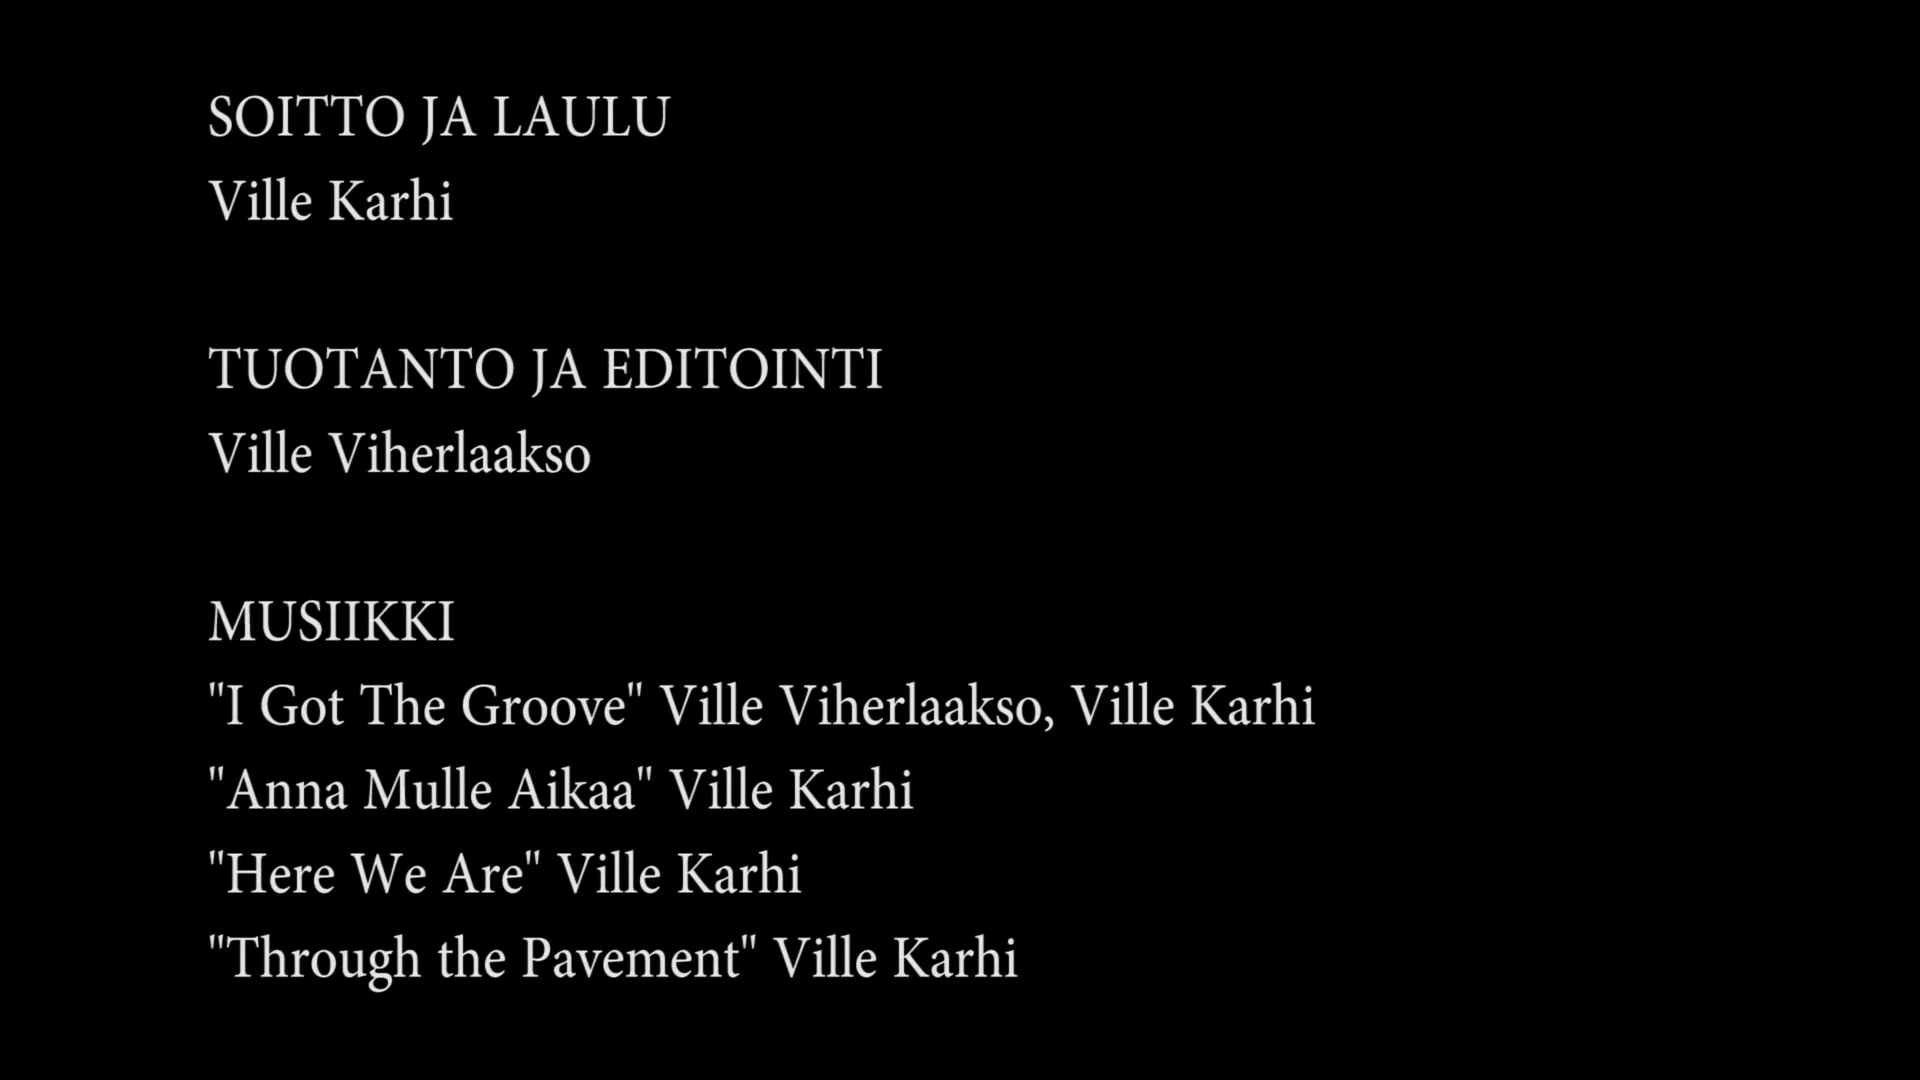 SOITTO JA LAULU
Ville Karhi
TUOTANTO JA EDITOINTI
Ville Viherlaakso
MUSIIKKI
"I Got The Groove" Ville Viherlaakso, Ville Karhi
"Anna Mulle Aikaa" Ville Karhi
"Here We Are" Ville Karhi
"Through the Pavement" Ville Karhi